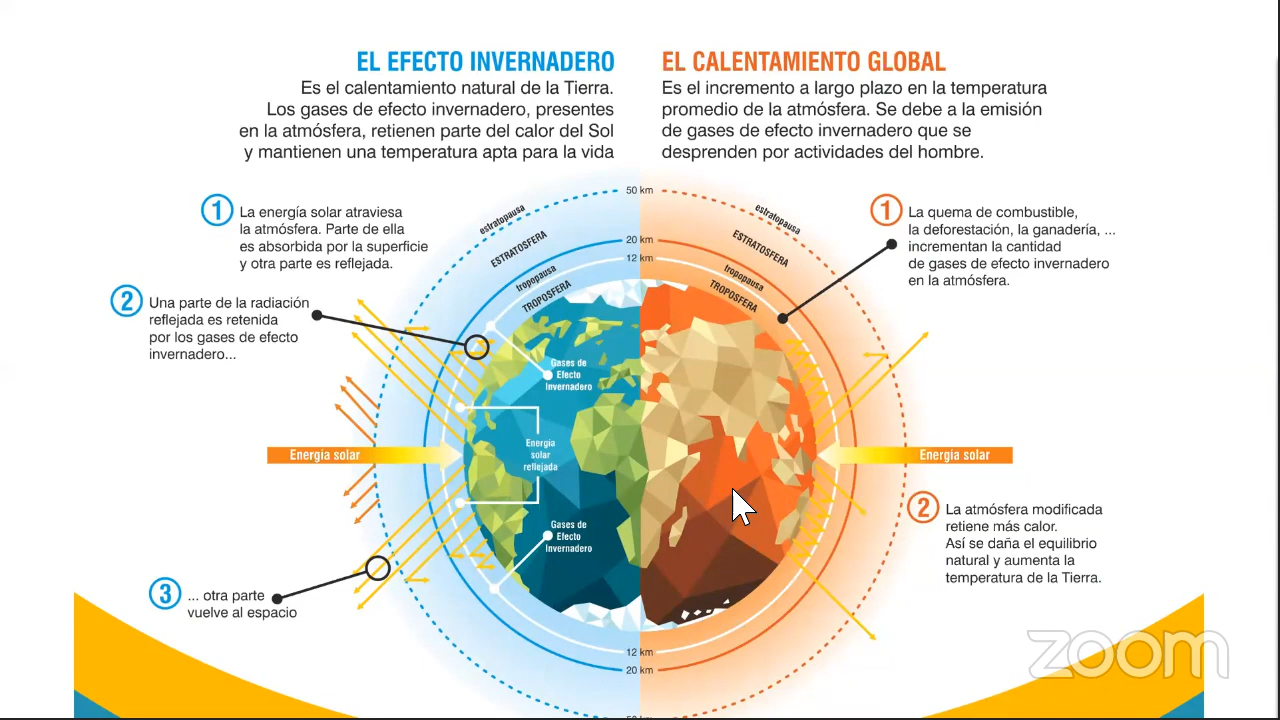 EL EFECTO INVERNADERO
Es el calentamiento natural de la Tierra.
Los gases de efecto invernadero, presentes
en la atmósfera, retienen parte del calor del Sol
y mantienen una temperatura apta para la vida
EL CALENTAMIENTO GLOBAL
Es el incremento a largo plazo en la temperatura
promedio de la atmósfera. Se debe a la emisión
de gases de efecto invernadero que se
desprenden por actividades del hombre.
1
La energía solar atraviesa
la atmósfera. Parte de ella
es absorbida por la superficie
y otra parte es reflejada.
2
Una parte de la radiación
reflejada es retenida
por los gases de efecto
invernadero...
3
... otra parte
vuelve al espacio
Energía solar
50 km
20 km
12 km
estratopausa
ESTRATOSFERA
tropopausa
TROPOSFERA
Gases de
Efecto
Invernadero
Energía
solar
reflejada
Gases de
Efecto
Invernadero
12 km
20 km
estratopausa
ESTRATOSFERA
tropopausa
TROPOSFERA
1
La quema de combustible,
la deforestación, la ganadería, ...
incrementan la cantidad
de gases de efecto invernadero
en la atmósfera.
Energía solar
2
La atmósfera modificada
retiene más calor.
Así se daña el equilibrio
natural y aumenta la
temperatura de la Tierra.
zoom